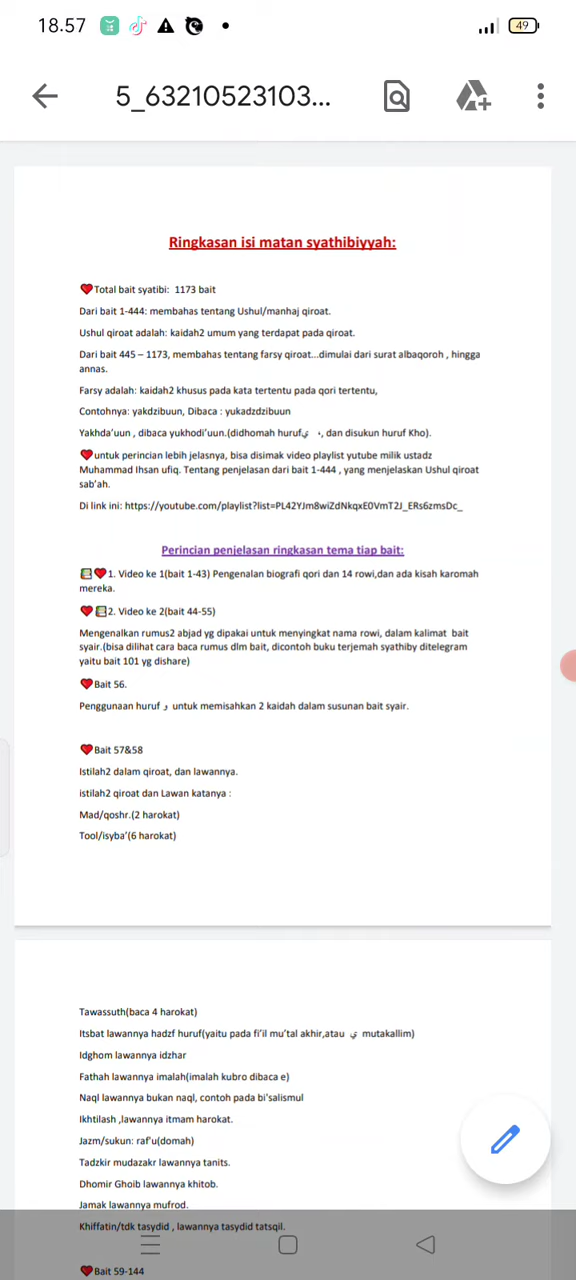 18.57
49
5_63210523103...
Ringkasan isi matan syathibiyyah:
Total bait syatibi: 1173 bait
Dari bait 1-444: membahas tentang Ushul/manhaj qiroat.
Ushul qiroat adalah: kaidah2 umum yang terdapat pada qiroat.
Dari bait 445 – 1173, membahas tentang farsy qiroat...dimulai dari surat albaqoroh , hingga
annas.
Farsy adalah: kaidah2 khusus pada kata tertentu pada qori tertentu,
Contohnya: yakdzibuun, Dibaca : yukadzdzibuun
Yakhda'uun , dibaca yukhodi'uun.(didhomah huruf ي , dan disukun huruf Kho).
untuk perincian lebih jelasnya, bisa disimak video playlist yutube milik ustadz
Muhammad Ihsan ufiq. Tentang penjelasan dari bait 1-444 , yang menjelaskan Ushul qiroat
sab'ah.
Di link ini: https://youtube.com/playlist?list=PL42YJm8wiZdNkqxE0VmT2J_ERs6zmsDc_
Perincian penjelasan ringkasan tema tiap bait:
1. Video ke 1(bait 1-43) Pengenalan biografi qori dan 14 rowi,dan ada kisah karomah
mereka.
2. Video ke 2(bait 44-55)
Mengenalkan rumus2 abjad yg dipakai untuk menyingkat nama rowi, dalam kalimat bait
syair.(bisa dilihat cara baca rumus dlm bait, dicontoh buku terjemah syathiby ditelegram
yaitu bait 101 yg dishare)
Bait 56.
Penggunaan huruf و untuk memisahkan 2 kaidah dalam susunan bait syair.
Bait 57&58
Istilah2 dalam qiroat, dan lawannya.
istilah2 qiroat dan Lawan katanya :
Mad/qoshr.(2 harokat)
Tool/isyba'(6 harokat)
Tawassuth(baca 4 harokat)
Itsbat lawannya hadzf huruf(yaitu pada fi'il mu'tal akhir,atau ي mutakallim)
Idghom lawannya idzhar
Fathah lawannya imalah(imalah kubro dibaca e)
Naql lawannya bukan naql, contoh pada bi'salismul
Ikhtilash ,lawannya itmam harokat.
Jazm/sukun: raf'u(domah)
Tadzkir mudazakr lawannya tanits.
Dhomir Ghoib lawannya khitob.
Jamak lawannya mufrod.
Khiffatin/tdk tasydid , lawannya tasydid tatsqil.
Bait 59-144